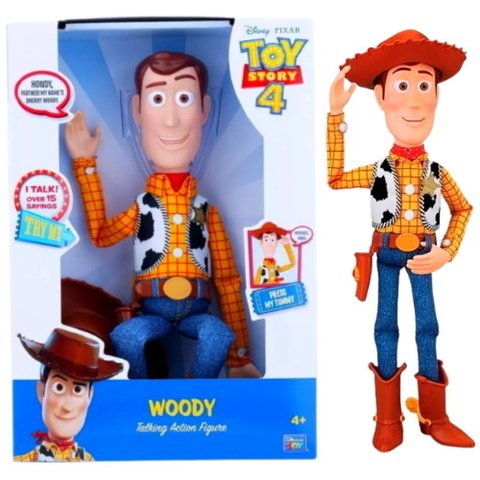 Disney · PIXAR
TOY
STORY
4
HOWDY,
PARTNER! MY NAME'S
SHERIFF WOODY.
I TALK!
OVER 15
SAYINGS
TRY ME
PRESS
MY TUMMY
WOODY
Talking Action Figure
4+